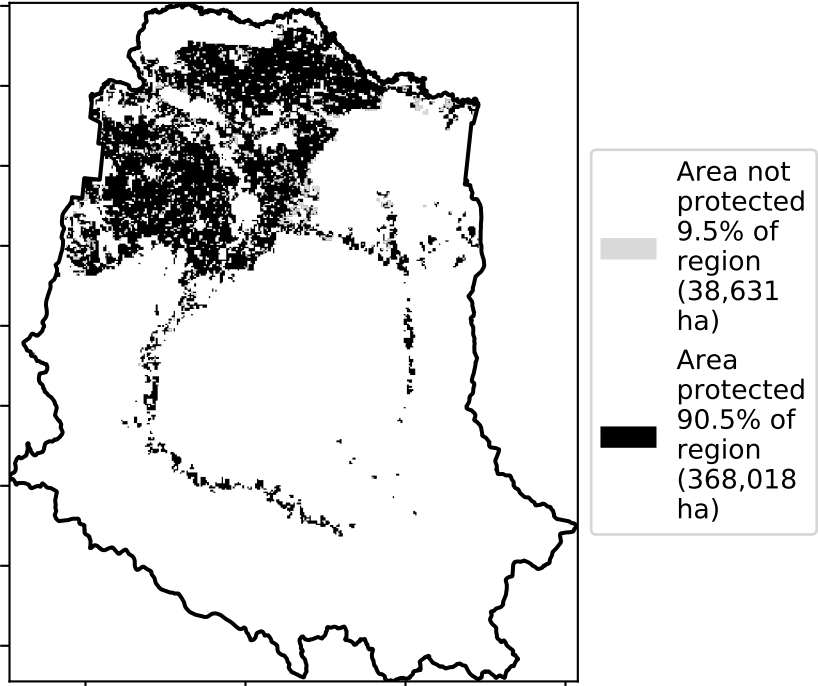 Area not
protected
9.5% of
region
(38,631
ha)
Area
protected
90.5% of
region
(368,018
ha)